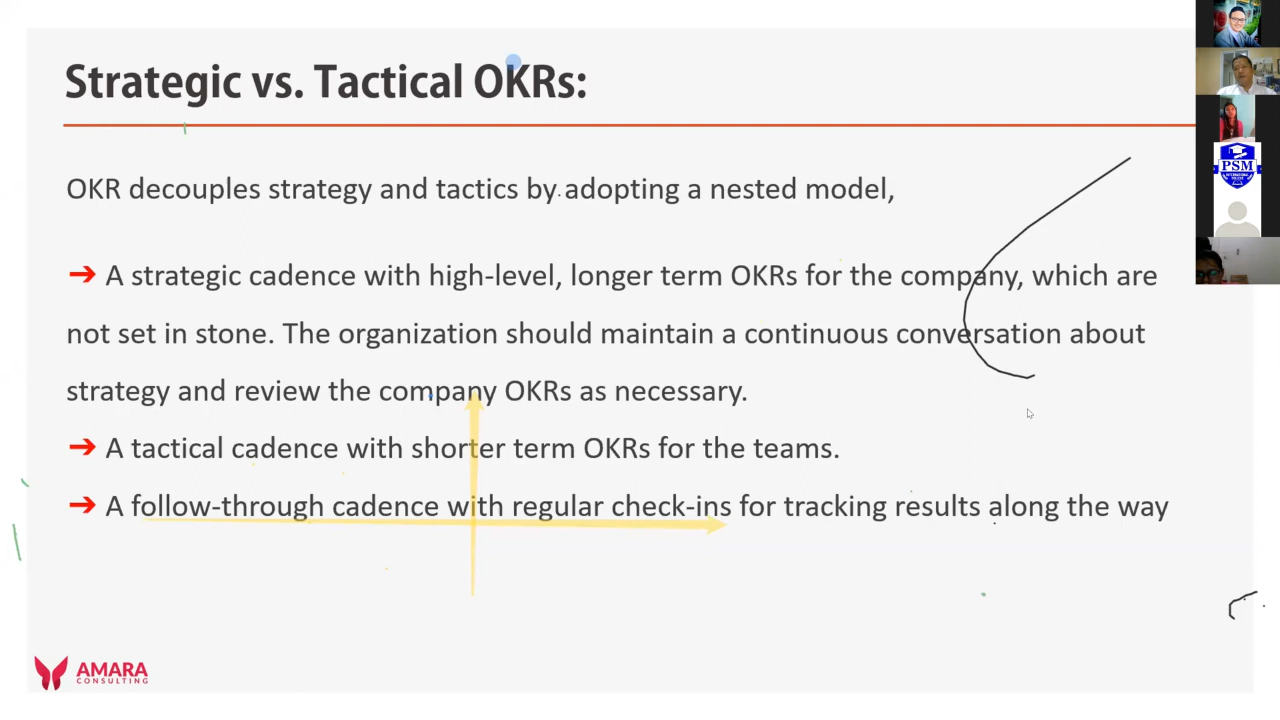 Strategic vs. Tactical OKRs:
OKR decouples strategy and tactics by adopting a nested model,
➔ A strategic cadence with high-level, longer term OKRs for the company, which are
not set in stone. The organization should maintain a continuous conversation about
strategy and review the company OKRs as necessary.
➔ A tactical cadence with shorter term OKRs for the teams.
➔ A follow-through cadence with regular check-ins for tracking results along the way
AMARA
CONSULTING
PSM